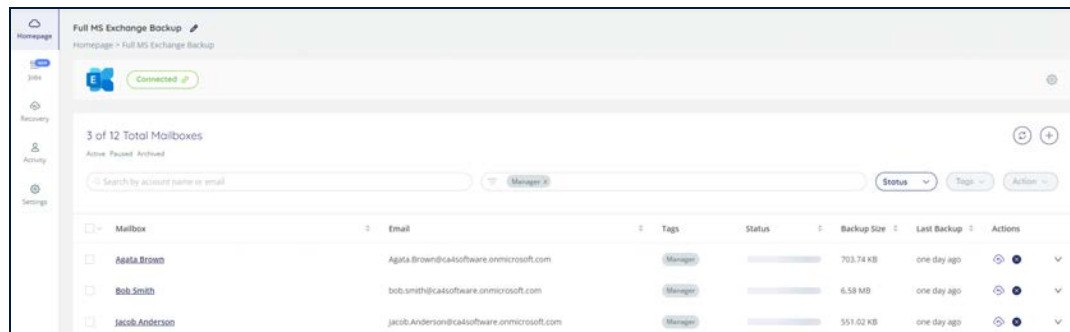 Homepage
Jobs
Recovery
Activity
Settings
Full MS Exchange Backup
Homepage > Full MS Exchange Backup
E
Connected
3 of 12 Total Mailboxes
Active Paused Archived
Search by account name or email
Manager x
Status
Tags
Action
Mailbox Email Tags Status Backup Size Last Backup Actions
Agata Brown Agata.Brown@ca4software.onmicrosoft.com Manager 703.74 KB one day ago
Bob Smith bob.smith@ca4software.onmicrosoft.com Manager 6.58 MB one day ago
Jacob Anderson Jacob.Anderson@ca4software.onmicrosoft.com Manager 551.02 KB one day ago